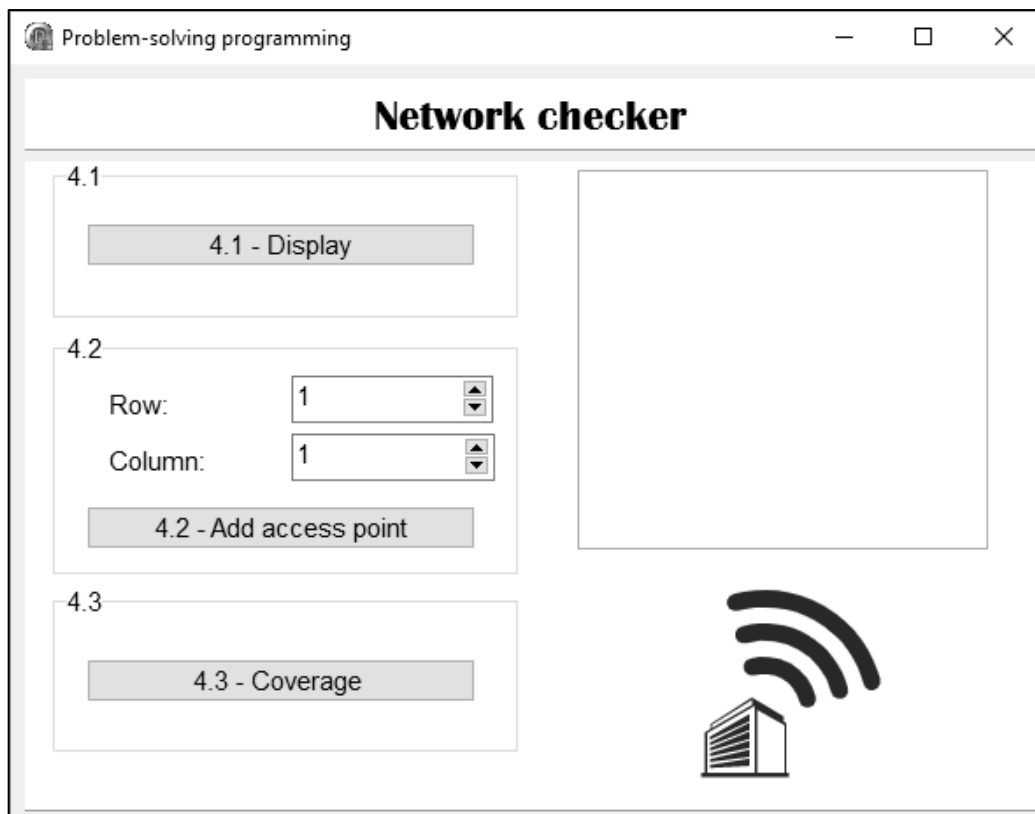 Problem-solving programming
Network checker
4.1
4.1 - Display
4.2
Row:
1
Column:
1
4.2 - Add access point
4.3
4.3 - Coverage